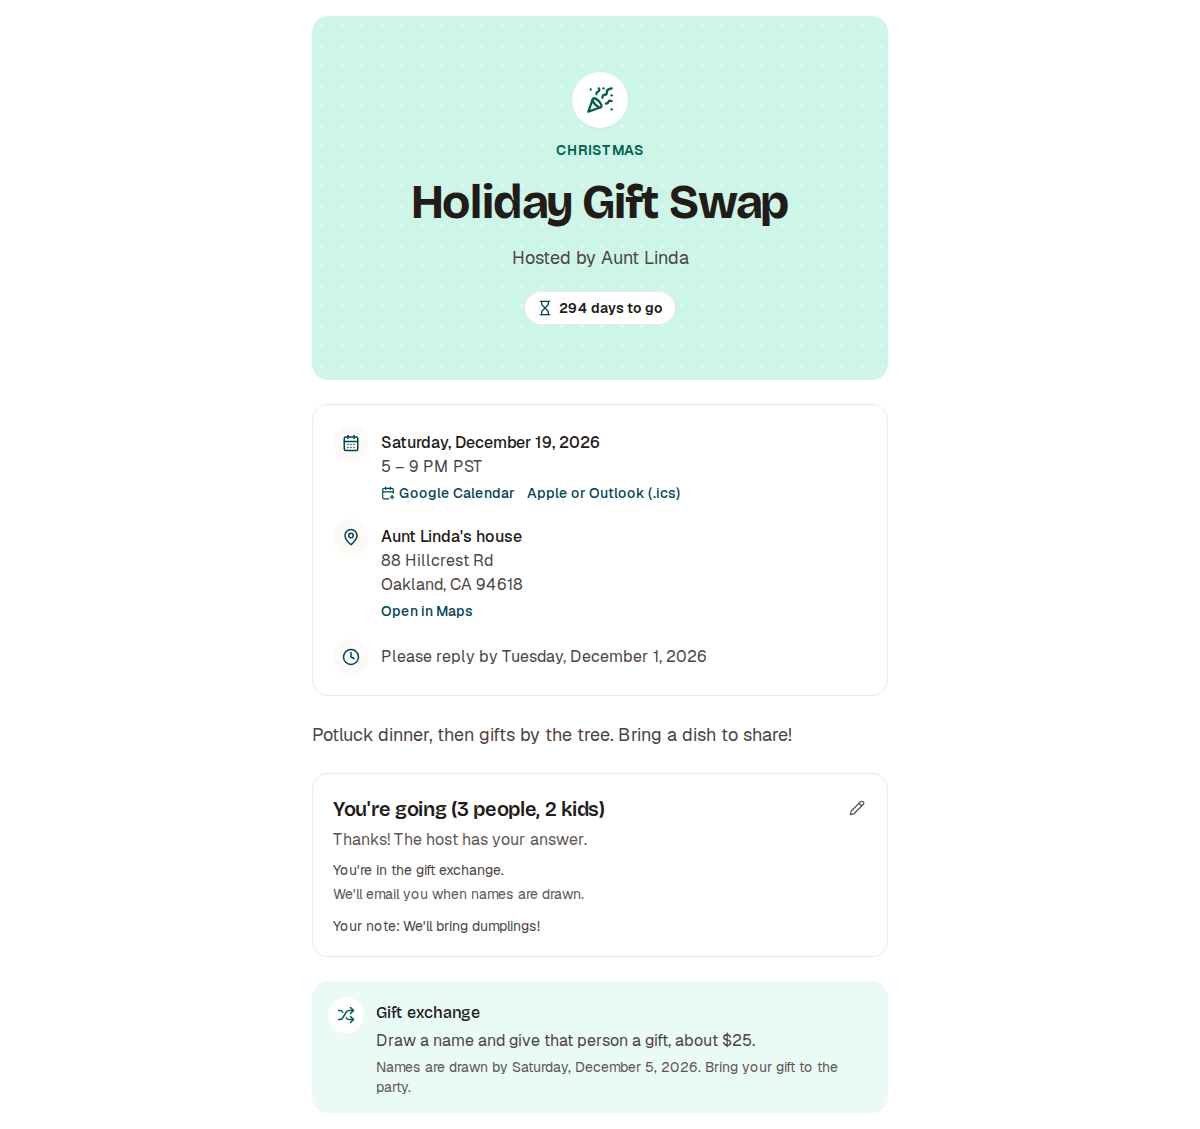 CHRISTMAS
Holiday Gift Swap
Hosted by Aunt Linda
294 days to go
Saturday, December 19, 2026
5 – 9 PM PST
Google Calendar Apple or Outlook (.ics)
Aunt Linda's house
88 Hillcrest Rd
Oakland, CA 94618
Open in Maps
Please reply by Tuesday, December 1, 2026
Potluck dinner, then gifts by the tree. Bring a dish to share!
You're going (3 people, 2 kids)
Thanks! The host has your answer.
You're in the gift exchange.
We'll email you when names are drawn.
Your note: We'll bring dumplings!
Gift exchange
Draw a name and give that person a gift, about $25.
Names are drawn by Saturday, December 5, 2026. Bring your gift to the
party.